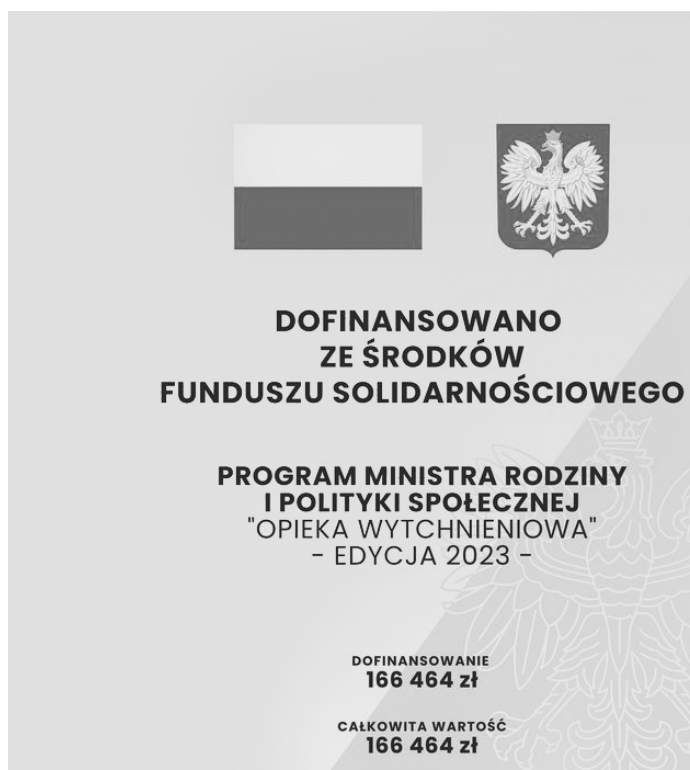 DOFINANSOWANO
ZE ŚRODKÓW
FUNDUSZU SOLIDARNOŚCIOWEGO
PROGRAM MINISTRA RODZINY
I POLITYKI SPOŁECZNEJ
"OPIEKA WYTCHNIENIOWA"
- EDYCJA 2023 -
DOFINANSOWANIE
166 464 zł
CAŁKOWITA WARTOŚĆ
166 464 zł